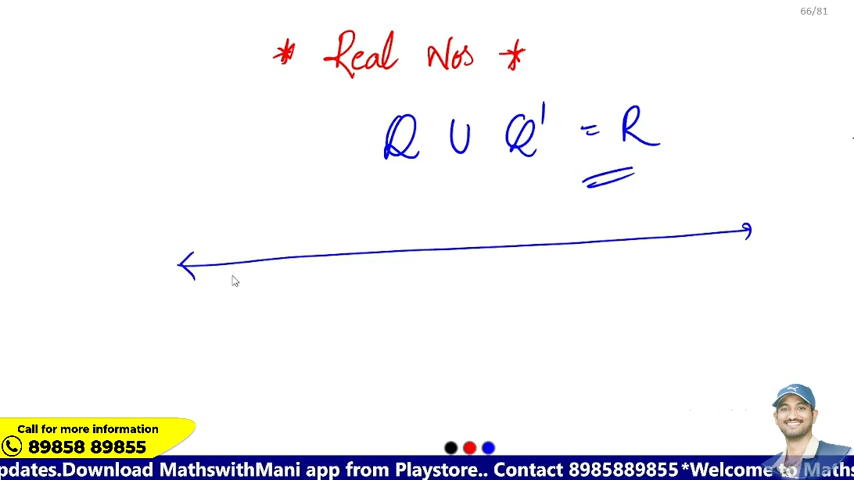 66/81
* Real Nos *
Q U Q' = R
Call for more information
89858 89855
pdates.Download MathswithMani app from Playstore.. Contact 8985889855*Welcome to Maths